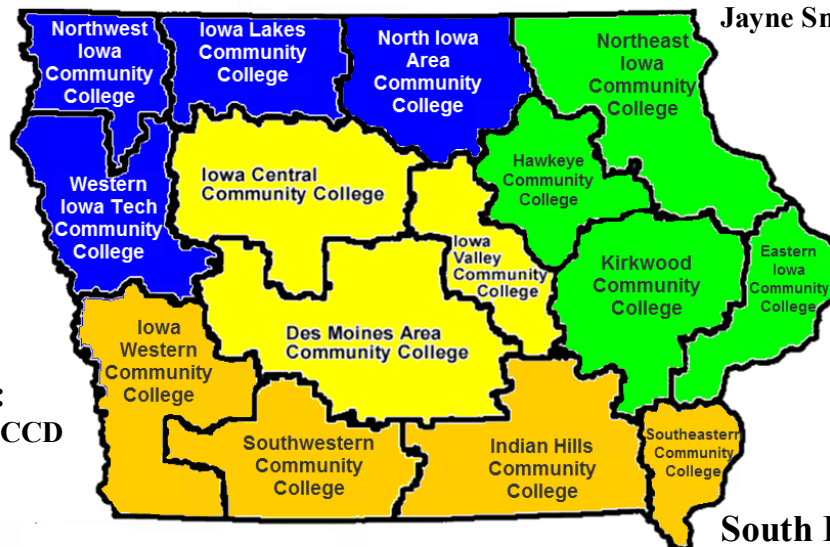 Jayne Sn
Northwest
Iowa
Community
College
Iowa Lakes
Community
College
North Iowa
Area
Community
College
Northeast
Iowa
Community
College
Iowa Central
Community College
Hawkeye
Community
College
Western
Iowa Tech
Community
College
Iowa
Valley
Community
College
Kirkwood
Community
College
Eastern
Iowa
Community
College
Iowa
Western
Community
College
Des Moines Area
Community College
:
CCD
Southwestern
Community
College
Indian Hills
Community
College
Southeastern
Community
College
South